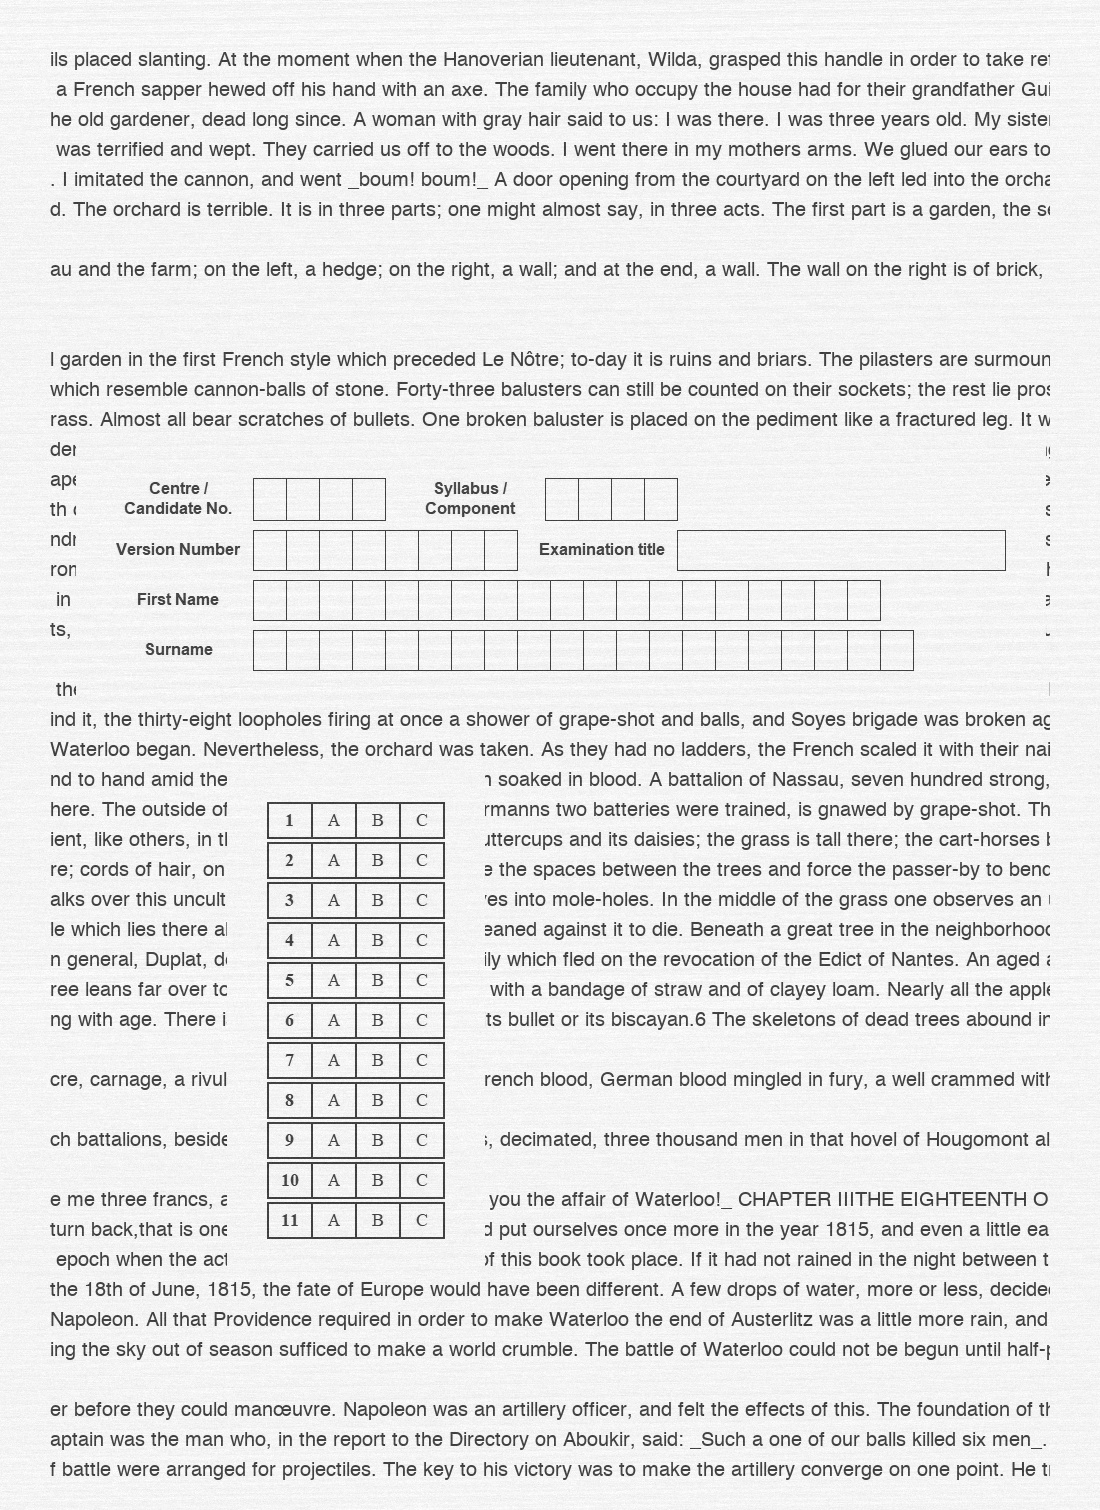 ils placed slanting. At the moment when the Hanoverian lieutenant, Wilda, grasped this handle in order to take
a French sapper hewed off his hand with an axe. The family who occupy the house had for their grandfather
he old gardener, dead long since. A woman with gray hair said to us: I was there. I was three years old. My sister
was terrified and wept. They carried us off to the woods. I went there in my mothers arms. We glued our ears to
. I imitated the cannon, and went _boum! boum!_ A door opening from the courtyard on the left led into the
d. The orchard is terrible. It is in three parts; one might almost say, in three acts. The first part is a garden, the
au and the farm; on the left, a hedge; on the right, a wall; and at the end, a wall. The wall on the right is of brick,
l garden in the first French style which preceded Le Nôtre; to-day it is ruins and briars. The pilasters are surmoun
which resemble cannon-balls of stone. Forty-three balusters can still be counted on their sockets; the rest lie
rass. Almost all bear scratches of bullets. One broken baluster is placed on the pediment like a fractured leg. It
der
ape
Centre / Candidate No. Syllabus / Component
th
ndr
Version Number Examination title
ron
in
First Name
ts,
Surname
the
ind it, the thirty-eight loopholes firing at once a shower of grape-shot and balls, and Soyes brigade was broken ag
Waterloo began. Nevertheless, the orchard was taken. As they had no ladders, the French scaled it with their nai
nd to hand amid the soaked in blood. A battalion of Nassau, seven hundred strong,
here. The outside of rmanns two batteries were trained, is gnawed by grape-shot. Th
1 A B C
ient, like others, in uttercups and its daisies; the grass is tall there; the cart-horses
2 A B C
re; cords of hair, on e the spaces between the trees and force the passer-by to bend
3 A B C
alks over this uncult ves into mole-holes. In the middle of the grass one observes an
le which lies there eaned against it to die. Beneath a great tree in the neighborhood
4 A B C
n general, Duplat, ily which fled on the revocation of the Edict of Nantes. An aged
5 A B C
ree leans far over to with a bandage of straw and of clayey loam. Nearly all the apple
6 A B C
ng with age. There ts bullet or its biscayan.6 The skeletons of dead trees abound in
7 A B C
cre, carnage, a rivul rench blood, German blood mingled in fury, a well crammed with
8 A B C
ch battalions, beside , decimated, three thousand men in that hovel of Hougomont al
9 A B C
10 A B C
e me three francs, you the affair of Waterloo!_ CHAPTER IIITHE EIGHTEENTH O
11 A B C
turn back,that is one d put ourselves once more in the year 1815, and even a little ea
epoch when the act of this book took place. If it had not rained in the night between
the 18th of June, 1815, the fate of Europe would have been different. A few drops of water, more or less, decided
Napoleon. All that Providence required in order to make Waterloo the end of Austerlitz was a little more rain, and
ing the sky out of season sufficed to make a world crumble. The battle of Waterloo could not be begun until
er before they could manœuvre. Napoleon was an artillery officer, and felt the effects of this. The foundation of
aptain was the man who, in the report to the Directory on Aboukir, said: _Such a one of our balls killed six men_.
f battle were arranged for projectiles. The key to his victory was to make the artillery converge on one point. He